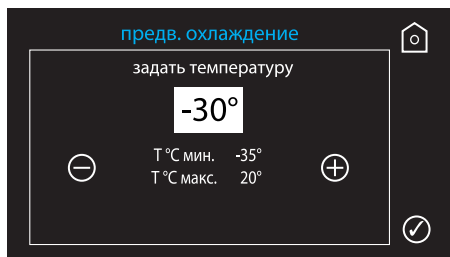 предв. охлаждение
задать температуру
-30°
T °C мин. -35°
T °C макс. 20°